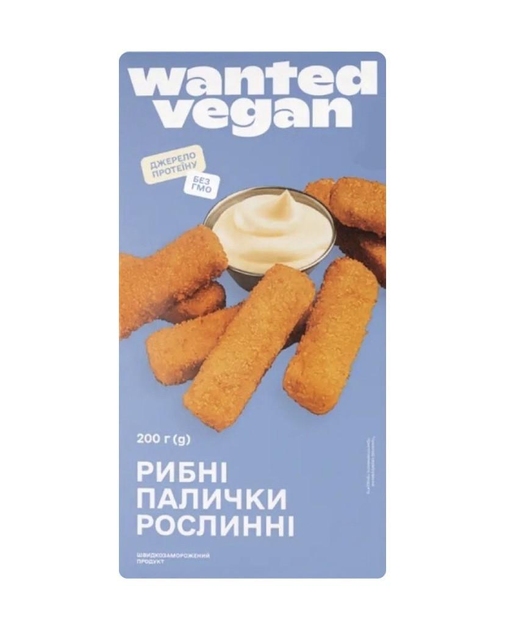 wanted
vegan
ДЖЕРЕЛО
ПРОТЕЇНУ
БЕЗ
ГМО
200 г (g)
РИБНІ
ПАЛИЧКИ
РОСЛИННІ
ШВИДКОЗАМОРОЖЕНИЙ
ПРОДУКТ